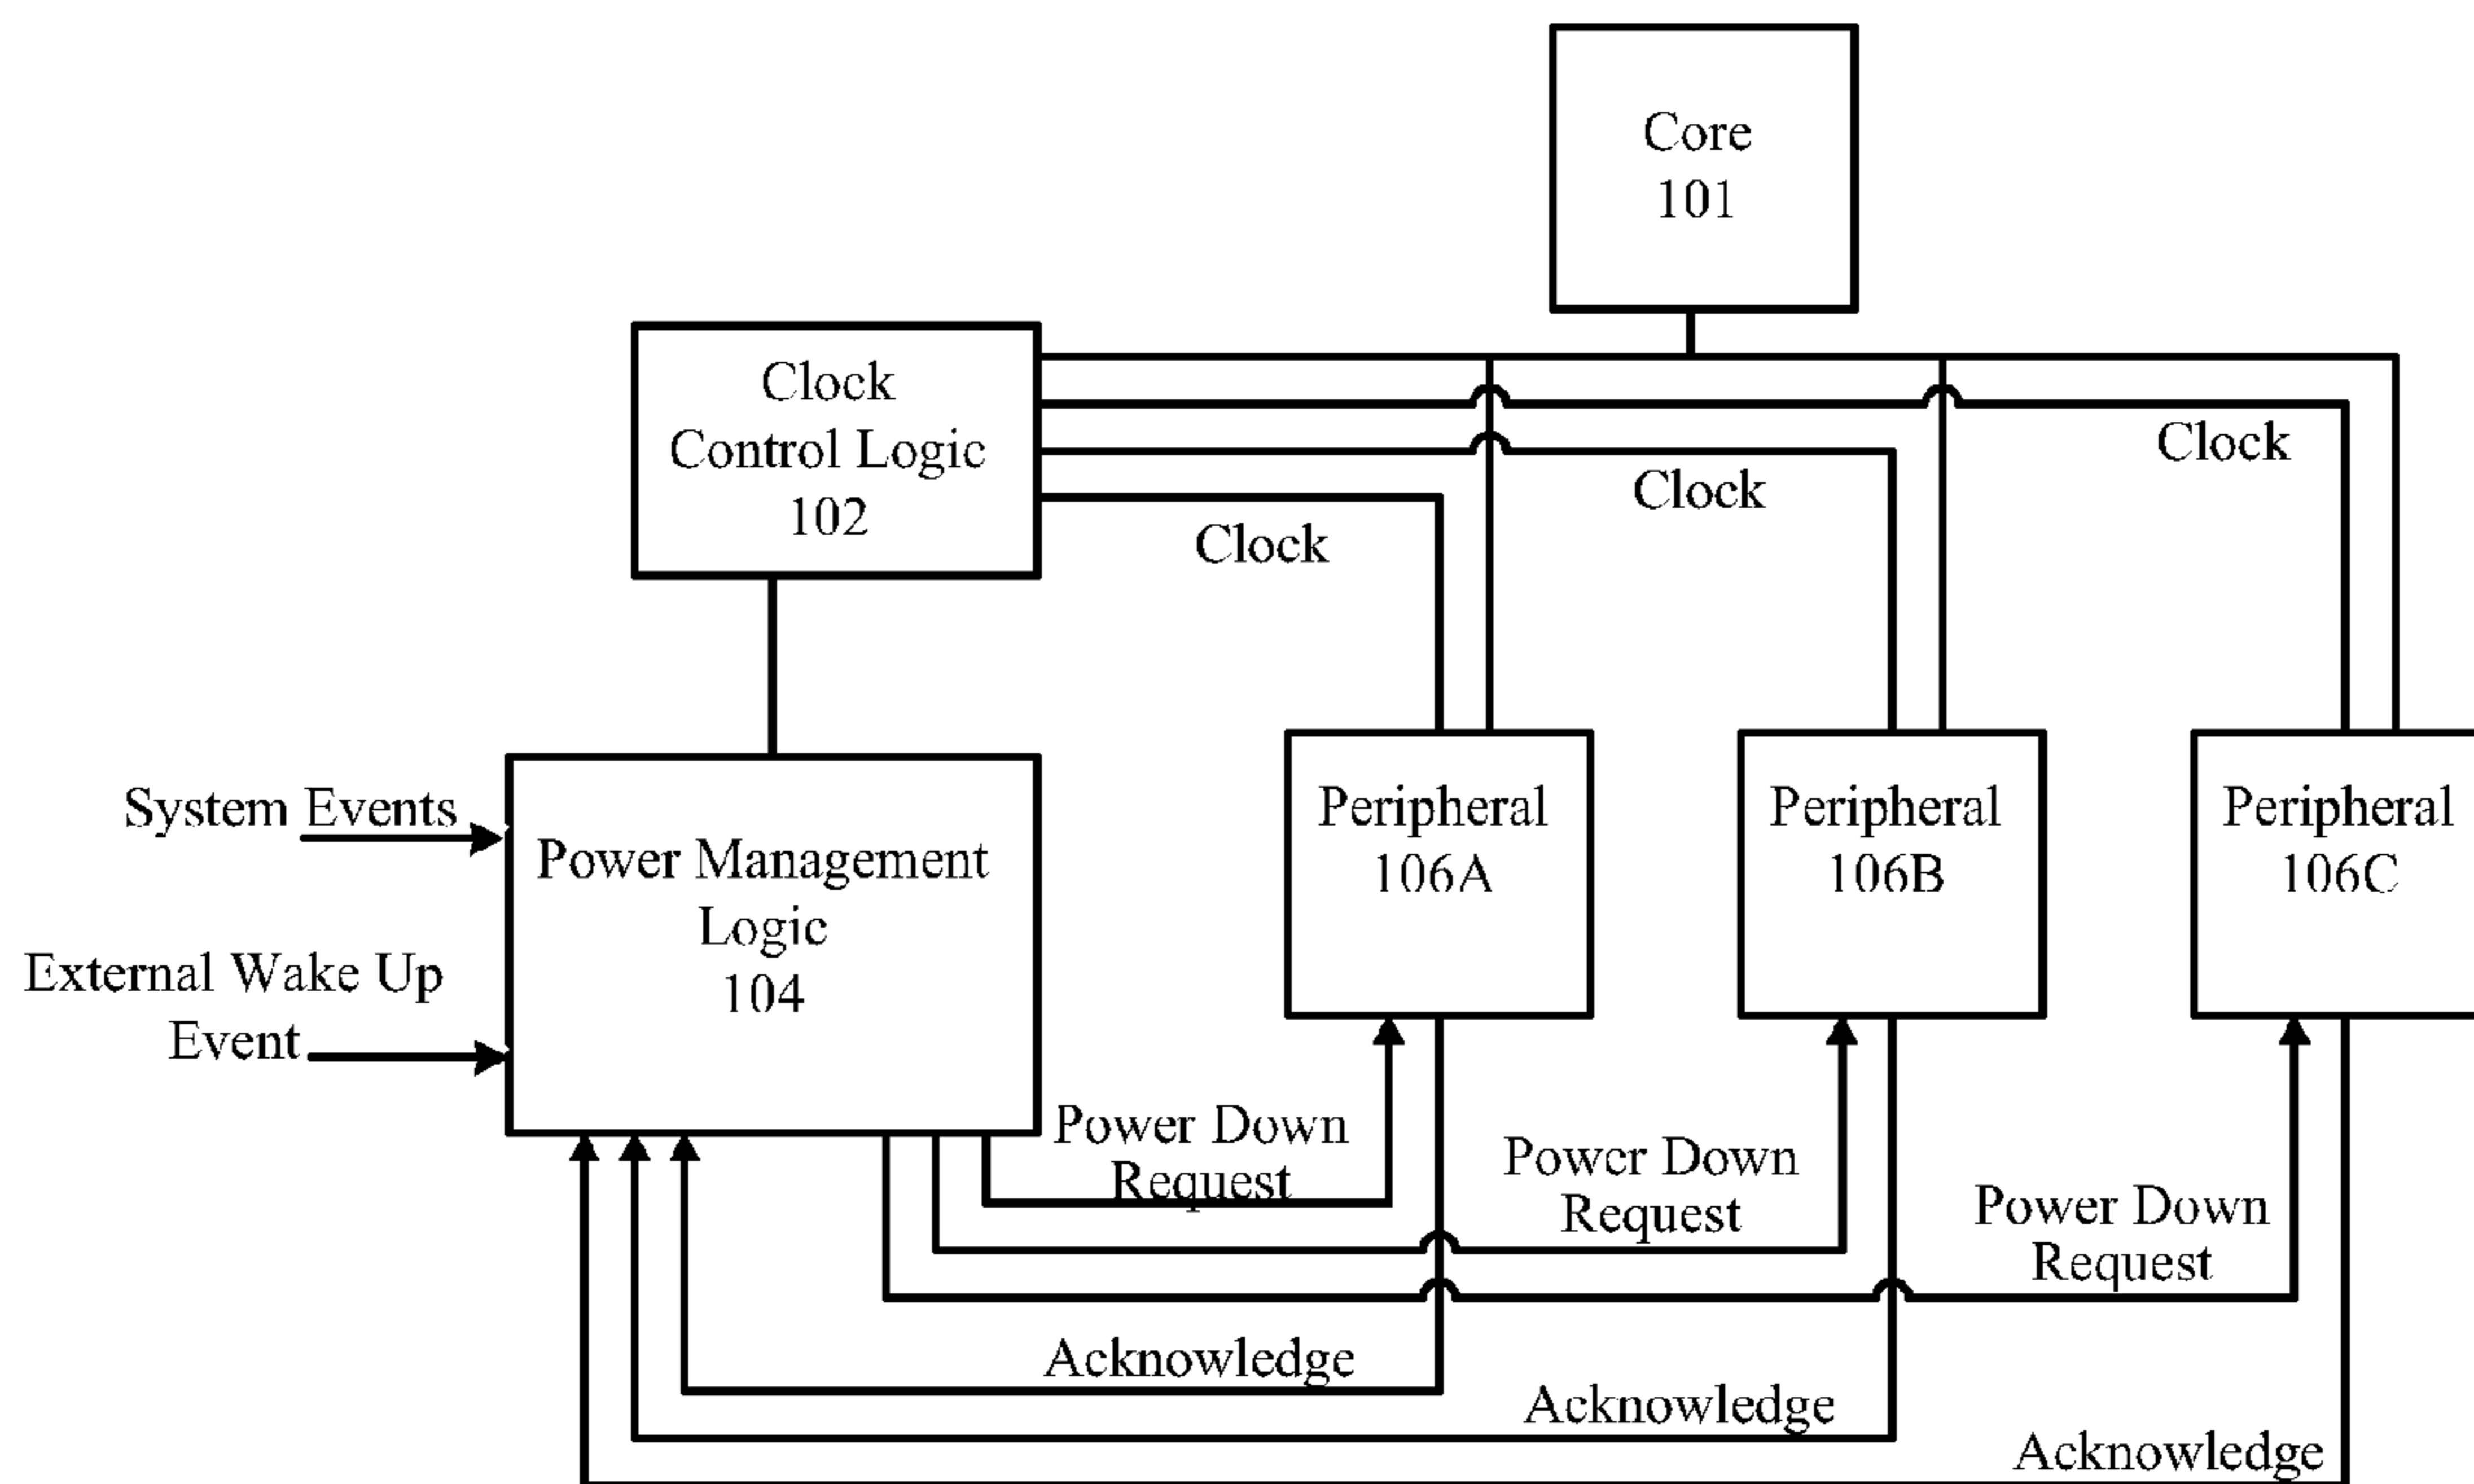 Core
101
Clock
Control Logic
102
Clock
Clock
Clock
System Events
Power Management
Logic
104
External Wake Up
Event
Peripheral
106A
Peripheral
106B
Peripheral
106C
Power Down
Request
Power Down
Request
Power Down
Request
Acknowledge
Acknowledge
Acknowledge